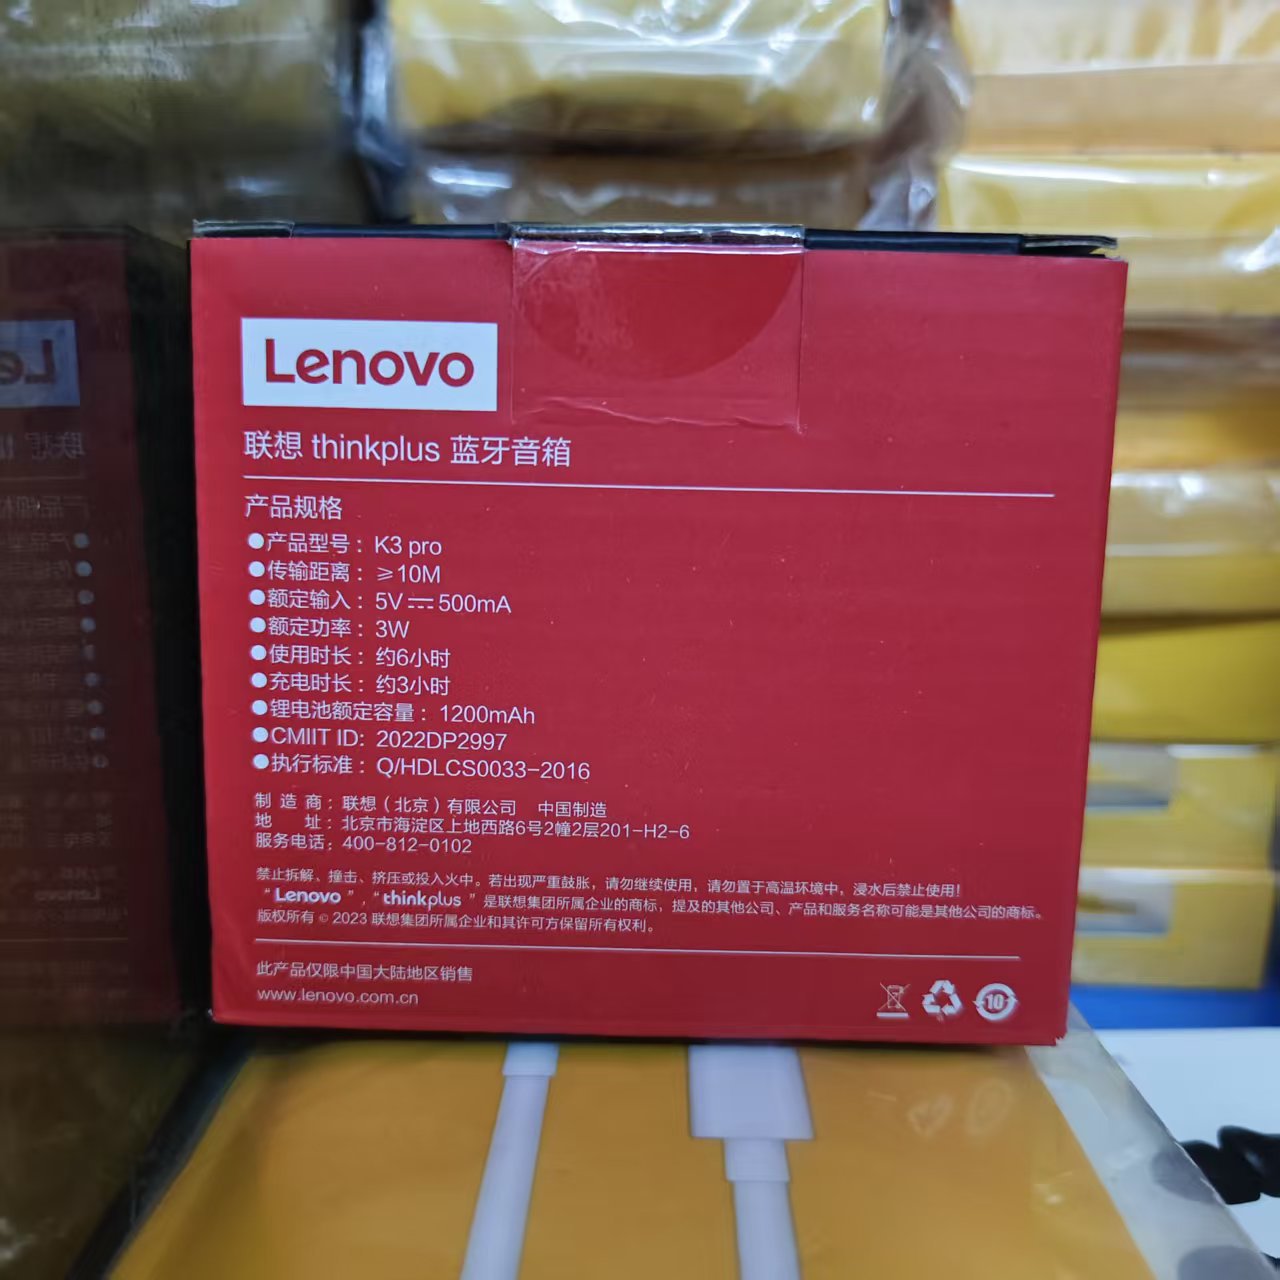 Lenovo
联想 thinkplus 蓝牙音箱
产品规格
●产品型号：K3 pro
●传输距离：≥10M
●额定输入：5V⎓500mA
●额定功率：3W
●使用时长：约6小时
●充电时长：约3小时
●锂电池额定容量：1200mAh
●CMIIT ID: 2022DP2997
●执行标准：Q/HDLCS0033-2016
制 造 商：联想（北京）有限公司 中国制造
地 址：北京市海淀区上地西路6号2幢2层201-H2-6
服务电话：400-812-0102
禁止拆解、撞击、挤压或投入火中。若出现严重鼓胀，请勿继续使用，请勿置于高温环境中，浸水后禁止使用！
“Lenovo”，“thinkplus”是联想集团所属企业的商标，提及的其他公司、产品和服务名称可能是其他公司的商标。
版权所有 © 2023 联想集团所属企业和其许可方保留所有权利。
此产品仅限中国大陆地区销售
www.lenovo.com.cn
10